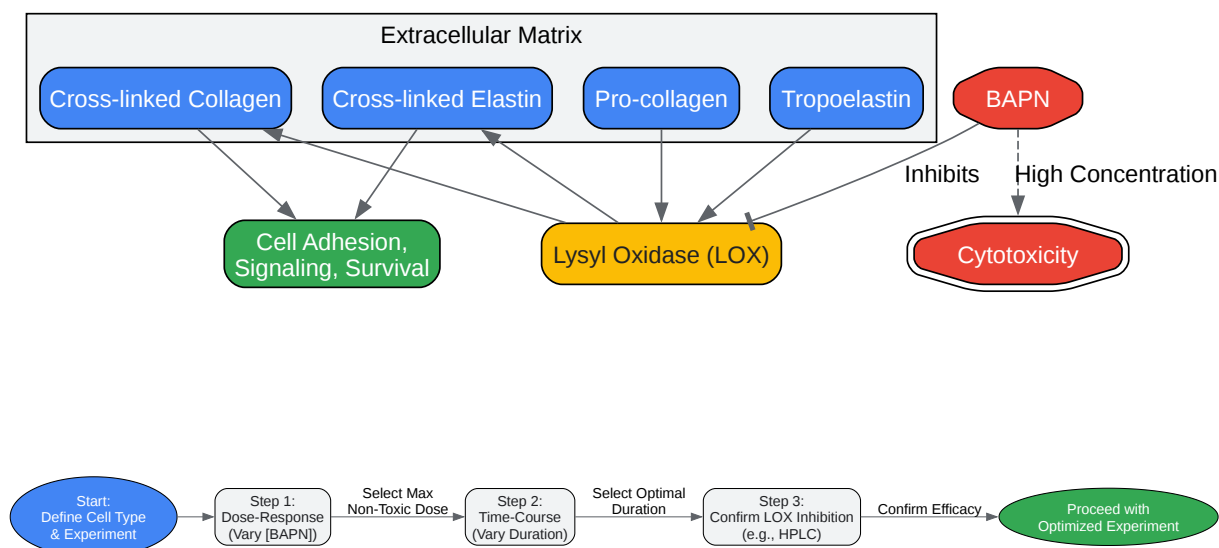 Extracellular Matrix
Cross-linked Collagen
Cross-linked Elastin
Pro-collagen
Tropoelastin
BAPN
Inhibits
High Concentration
Cell Adhesion,
Signaling, Survival
Lysyl Oxidase (LOX)
Cytotoxicity
Start:
Define Cell Type
& Experiment
Step 1:
Dose-Response
(Vary [BAPN])
Select Max
Non-Toxic Dose
Step 2:
Time-Course
(Vary Duration)
Select Optimal
Duration
Step 3:
Confirm LOX Inhibition
(e.g., HPLC)
Confirm Efficacy
Proceed with
Optimized Experiment